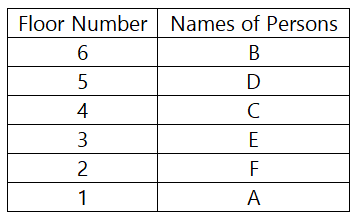 Floor Number Names of Persons
6 B
5 D
4 C
3 E
2 F
1 A